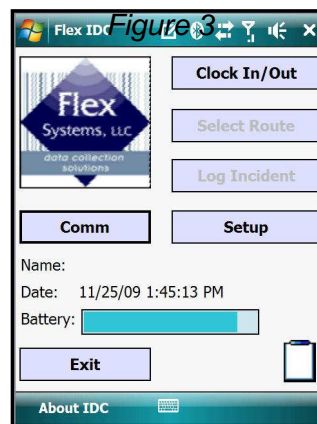 Flex IDC
Figure 3
Clock In/Out
Flex
Systems, LLC
data collection
solutions
Select Route
Log Incident
Comm
Setup
Name:
Date: 11/25/09 1:45:13 PM
Battery:
Exit
About IDC